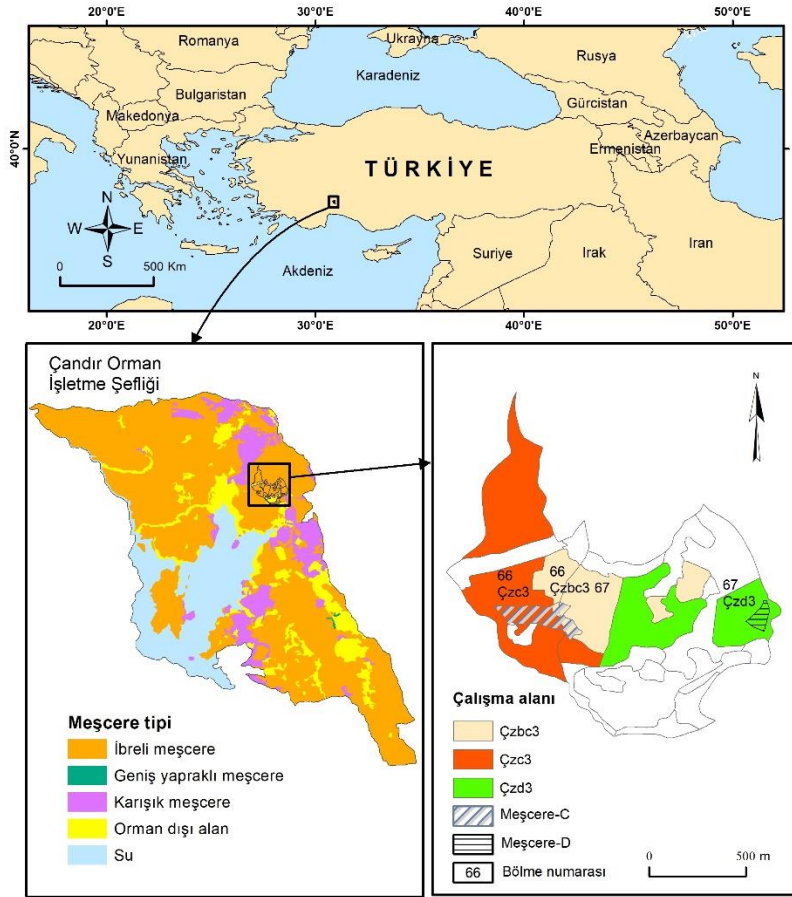 20°0'E 30°0'E 40°0'E 50°0'E
Romanya
Ukrayna
Rusya
Karadeniz
Bulgaristan
Gürcistan
Makedonya
Azerbaycan
Ermenistan
40°0'N
40°0'N
Yunanistan
TÜRKİYE
N
W E
S
0 500 Km
Akdeniz
Suriye
Irak
Iran
20°0'E 30°0'E 40°0'E 50°0'E
Çandır Orman
İşletme Şefliği
Meşcere tipi
İbreli meşcere
Geniş yapraklı meşcere
Karışık meşcere
Orman dışı alan
Su
N
66
Çzc3
66
Çzbc3 67
67
Çzd3
Çalışma alanı
Çzbc3
Çzc3
Çzd3
Meşcere-C
Meşcere-D
66 Bölme numarası
0 500 m